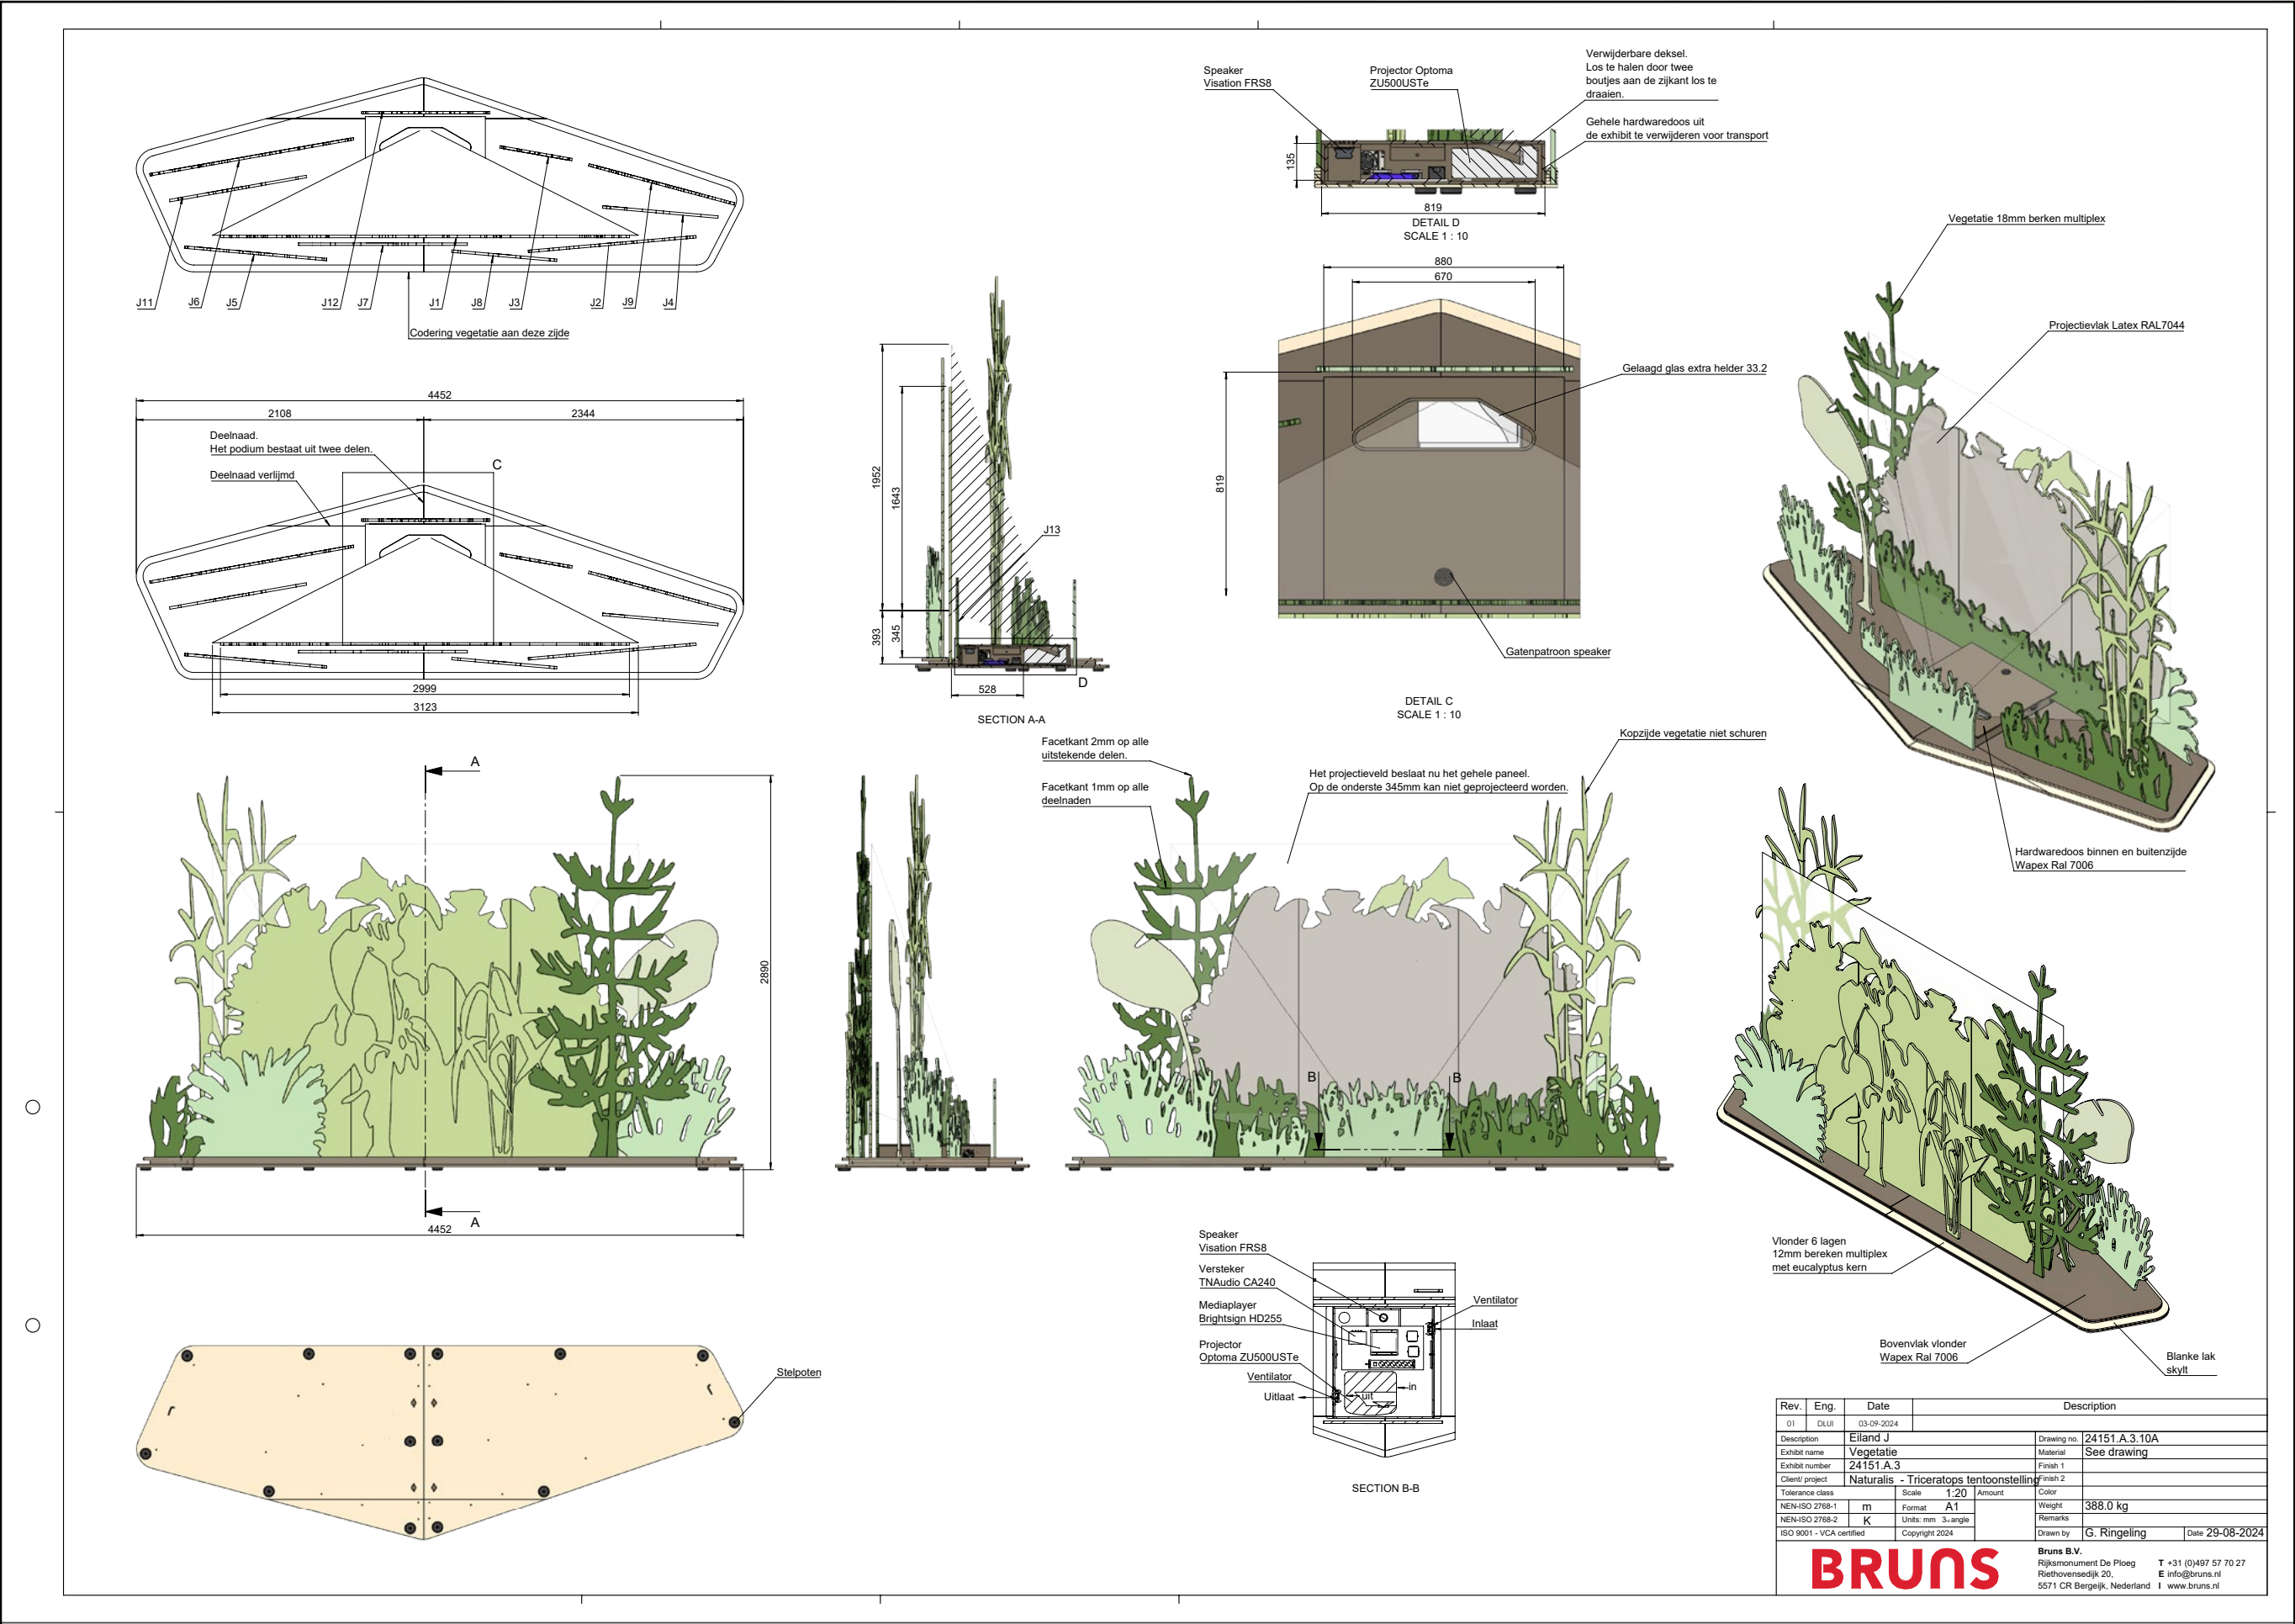 J11
J6
J5
J12
J7
J1
J8
J3
J2
J9
J4
Codering vegetatie aan deze zijde
4452
2108
2344
Deelnaad.
Het podium bestaat uit twee delen.
Deelnaad verlijmd
C
2999
3123
1952
1643
393
345
J13
528
D
SECTION A-A
Speaker
Visation FRS8
Projector Optoma
ZU500USTe
Verwijderbare deksel.
Los te halen door twee
boutjes aan de zijkant los te
draaien.
Gehele hardwaredoos uit
de exhibit te verwijderen voor transport
135
819
DETAIL D
SCALE 1 : 10
880
670
819
Gelaagd glas extra helder 33.2
Gatenpatroon speaker
DETAIL C
SCALE 1 : 10
Vegetatie 18mm berken multiplex
Projectievlak Latex RAL7044
Hardwaredoos binnen en buitenzijde
Wapex Ral 7006
A
A
2890
4452
Facetkant 2mm op alle
uitstekende delen.
Facetkant 1mm op alle
deelnaden
Het projectieveld beslaat nu het gehele paneel.
Op de onderste 345mm kan niet geprojecteerd worden.
Kopzijde vegetatie niet schuren
B
B
Vlonder 6 lagen
12mm bereken multiplex
met eucalyptus kern
Bovenvlak vlonder
Wapex Ral 7006
Blanke lak
skylt
Stelpoten
Speaker
Visation FRS8
Versteker
TNAudio CA240
Mediaplayer
Brightsign HD255
Projector
Optoma ZU500USTe
Ventilator
Uitlaat
Ventilator
Inlaat
in
uit
SECTION B-B
Rev. Eng. Date Description
01 DLUI 03-09-2024
Description Eiland J Drawing no. 24151.A.3.10A
Exhibit name Vegetatie Material See drawing
Exhibit number 24151.A.3 Finish 1
Client/ project Naturalis - Triceratops tentoonstelling Finish 2
Tolerance class Scale 1:20 Amount Color
NEN-ISO 2768-1 m Format A1 Weight 388.0 kg
NEN-ISO 2768-2 K Units: mm 3e angle Remarks
ISO 9001 - VCA certified Copyright 2024 Drawn by G. Ringeling Date 29-08-2024
BRUNS
Bruns B.V.
Rijksmonument De Ploeg T +31 (0)497 57 70 27
Riethovensedijk 20, E info@bruns.nl
5571 CR Bergeijk, Nederland I www.bruns.nl